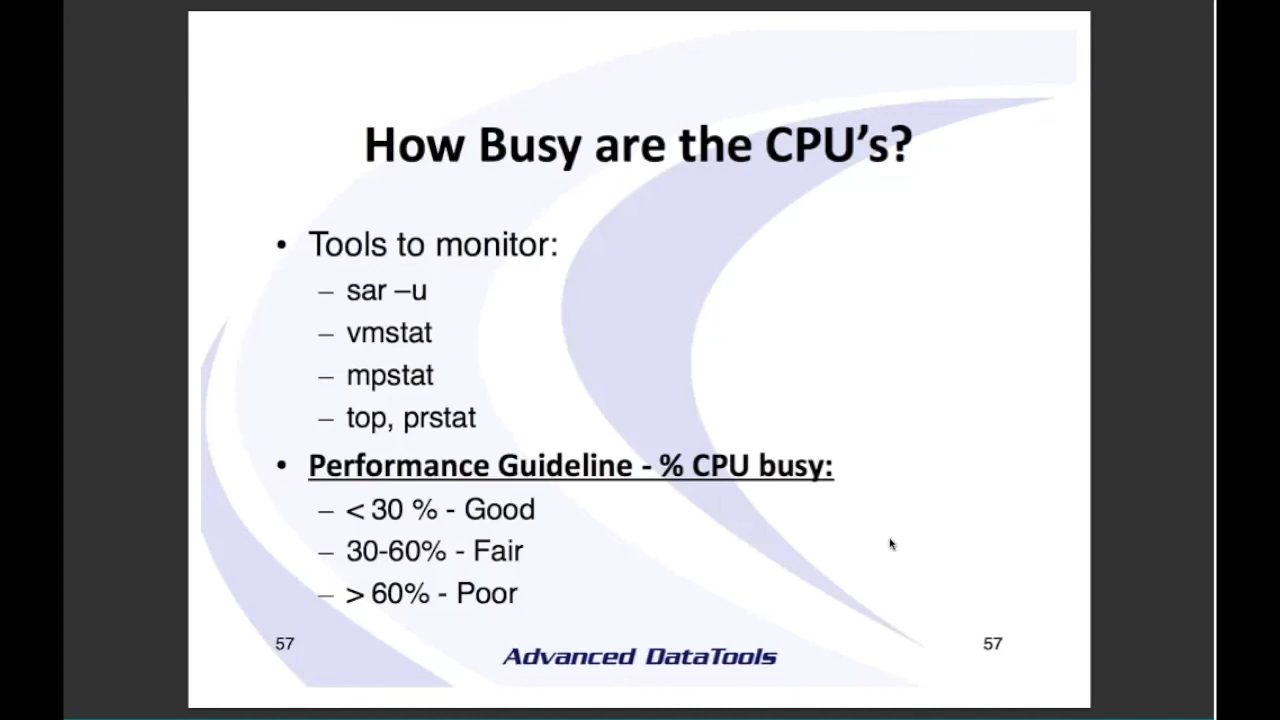 How Busy are the CPU’s?
• Tools to monitor:
– sar –u
– vmstat
– mpstat
– top, prstat
• Performance Guideline - % CPU busy:
– < 30 % - Good
– 30-60% - Fair
– > 60% - Poor
57
Advanced DataTools
57